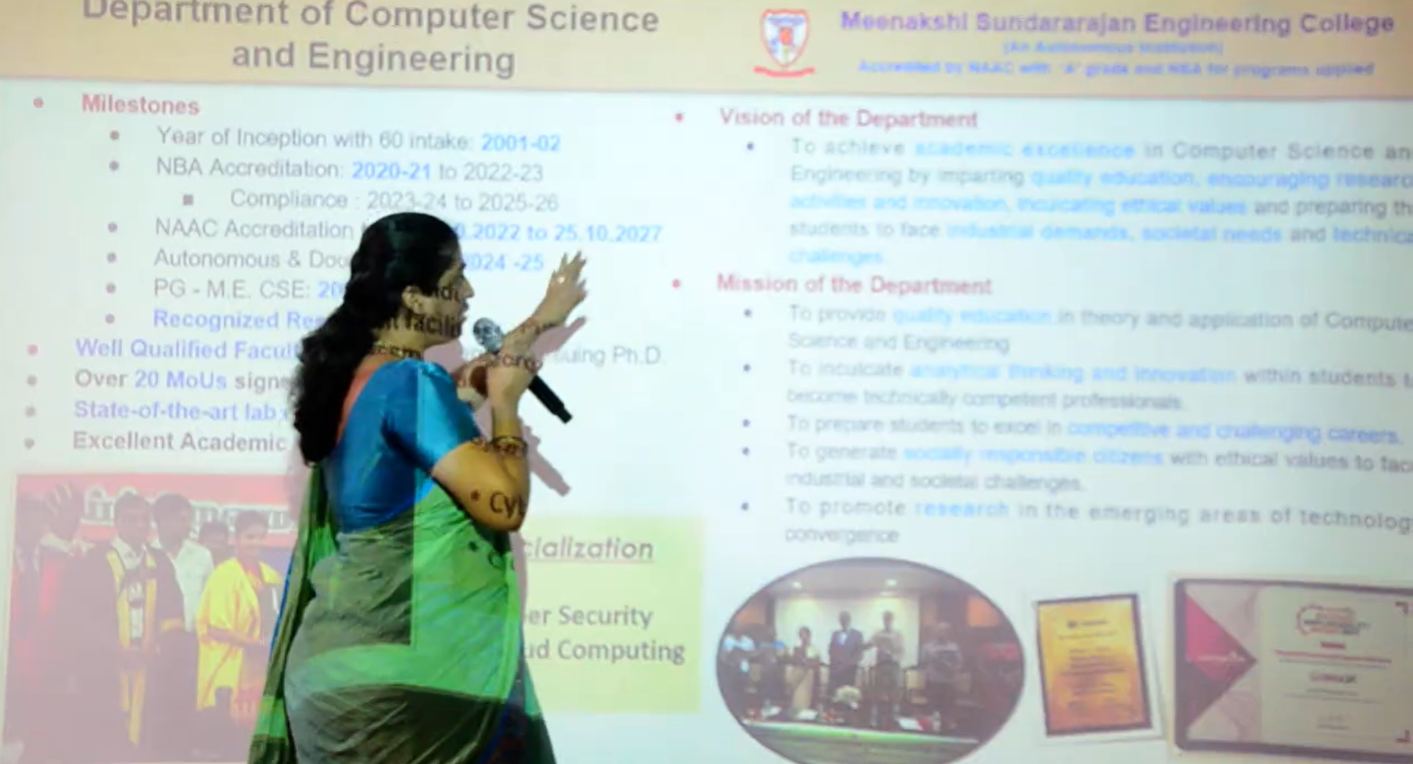 Department of Computer Science
and Engineering
Meenakshi Sundararajan Engineering College
(An Autonomous Institution)
Accredited by NAAC with 'A' grade and NBA for programs applied
• Milestones
• Year of Inception with 60 intake: 2001-02
• NBA Accreditation: 2020-21 to 2022-23
■ Compliance : 2023-24 to 2025-26
• NAAC Accreditation 0.2022 to 25.10.2027
• Autonomous & 2024 -25
• PG - M.E. CSE:
• Recognized
• Well Qualified uing Ph.D.
• Over 20 MoUs
• State-of-the-art lab
• Excellent Academic
• Cyb
cialization
er Security
ud Computing
• Vision of the Department
• To achieve academic excellence in Computer Science an
Engineering by imparting quality education, encouraging researc
activities and innovation, inculcating ethical values and preparing th
students to face industrial demands, societal needs and technica
challenges
• Mission of the Department
• To provide quality education in theory and application of Compute
Science and Engineering
• To inculcate analytical thinking and innovation within students t
become technically competent professionals.
• To prepare students to excel in competitive and challenging careers.
• To generate socially responsible citizens with ethical values to fac
industrial and societal challenges.
• To promote research in the emerging areas of technolog
convergence